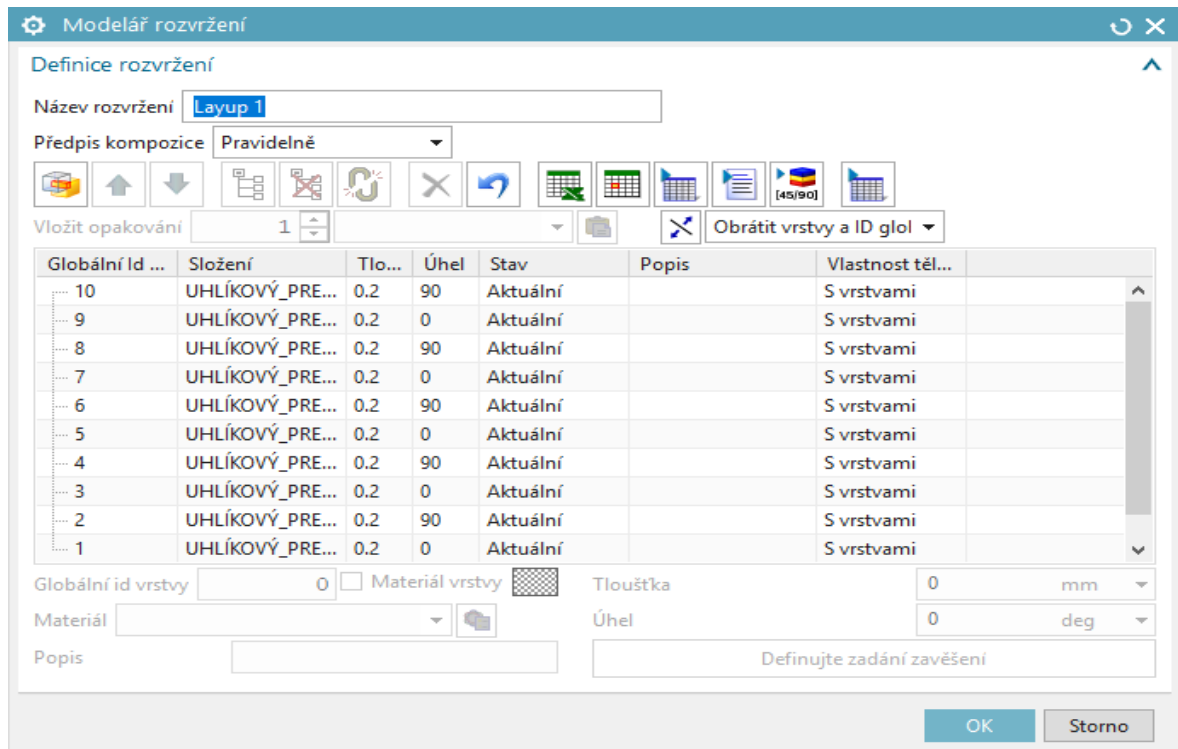 Modelář rozvržení
Definice rozvržení
Název rozvržení Layup 1
Předpis kompozice Pravidelně
[45/90]
Vložit opakování 1 Obrátit vrstvy a ID glol
Globální Id ... Složení Tlo... Úhel Stav Popis Vlastnost těl...
10 UHLÍKOVÝ_PRE... 0.2 90 Aktuální S vrstvami
9 UHLÍKOVÝ_PRE... 0.2 0 Aktuální S vrstvami
8 UHLÍKOVÝ_PRE... 0.2 90 Aktuální S vrstvami
7 UHLÍKOVÝ_PRE... 0.2 0 Aktuální S vrstvami
6 UHLÍKOVÝ_PRE... 0.2 90 Aktuální S vrstvami
5 UHLÍKOVÝ_PRE... 0.2 0 Aktuální S vrstvami
4 UHLÍKOVÝ_PRE... 0.2 90 Aktuální S vrstvami
3 UHLÍKOVÝ_PRE... 0.2 0 Aktuální S vrstvami
2 UHLÍKOVÝ_PRE... 0.2 90 Aktuální S vrstvami
1 UHLÍKOVÝ_PRE... 0.2 0 Aktuální S vrstvami
Globální id vrstvy 0 Materiál vrstvy Tloušťka 0 mm
Materiál Úhel 0 deg
Popis Definujte zadání zavěšení
OK Storno